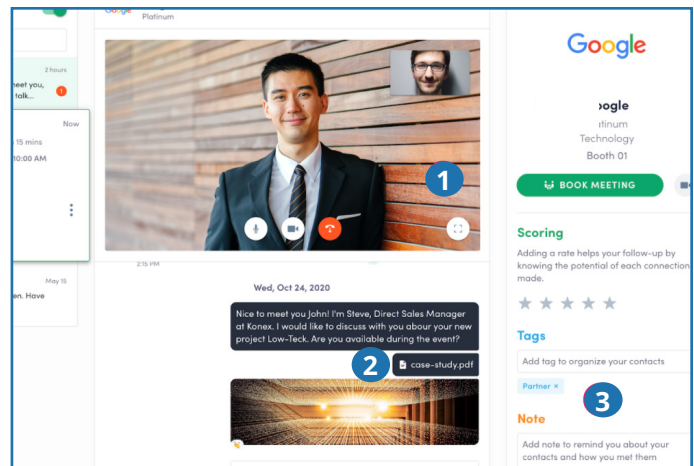 Google
Platinum
2 hours
meet you,
talk...
Now
15 mins
10:00 AM
May 15
en. Have
1
2:15 PM
Wed, Oct 24, 2020
Nice to meet you John! I'm Steve, Direct Sales Manager
at Konex. I would like to discuss with you abour your new
project Low-Teck. Are you available during the event?
2
case-study.pdf
Google
oogle
atinum
Technology
Booth 01
BOOK MEETING
Scoring
Adding a rate helps your follow-up by
knowing the potential of each connection
made.
Tags
Add tag to organize your contacts
Partner ×
3
Note
Add note to remind you about your
contacts and how you met them